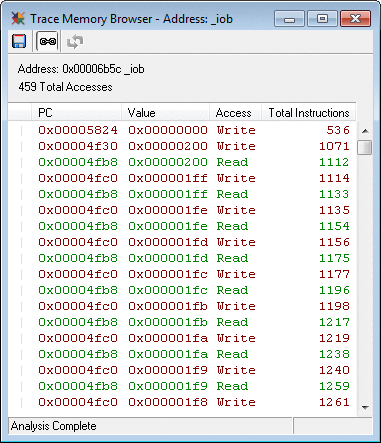 Trace Memory Browser - Address: _iob
Address: 0x00006b5c _iob
459 Total Accesses
PC Value Access Total Instructions
0x00005824 0x00000000 Write 536
0x00004f30 0x00000200 Write 1071
0x00004fb8 0x00000200 Read 1112
0x00004fc0 0x000001ff Write 1114
0x00004fb8 0x000001ff Read 1133
0x00004fc0 0x000001fe Write 1135
0x00004fb8 0x000001fe Read 1154
0x00004fc0 0x000001fd Write 1156
0x00004fb8 0x000001fd Read 1175
0x00004fc0 0x000001fc Write 1177
0x00004fb8 0x000001fc Read 1196
0x00004fc0 0x000001fb Write 1198
0x00004fb8 0x000001fb Read 1217
0x00004fc0 0x000001fa Write 1219
0x00004fb8 0x000001fa Read 1238
0x00004fc0 0x000001f9 Write 1240
0x00004fb8 0x000001f9 Read 1259
0x00004fc0 0x000001f8 Write 1261
Analysis Complete